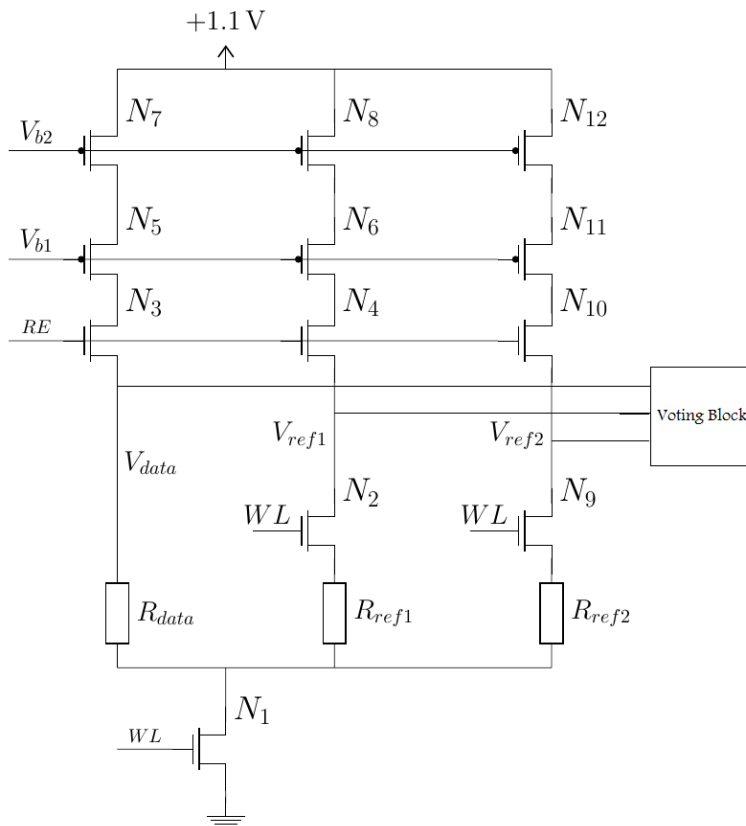 +1.1 V
N7 N8 N12
Vb2
N5 N6 N11
Vb1
N3 N4 N10
RE
Voting Block
Vref1 Vref2
Vdata
N2 N9
WL WL
Rdata Rref1 Rref2
N1
WL